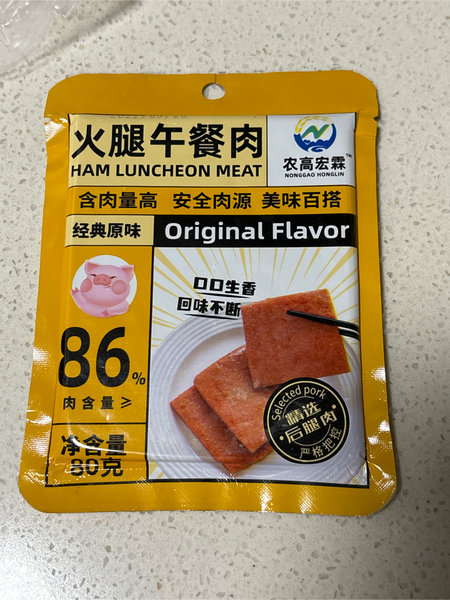 火腿午餐肉
HAM LUNCHEON MEAT
农高宏霖
TM
NONGGAO HONGLIN
含肉量高 安全肉源 美味百搭
经典原味
Original Flavor
口口生香
回味不断
86%
肉含量≥
净含量
80克
Selected pork
精选
后腿肉
严格把控